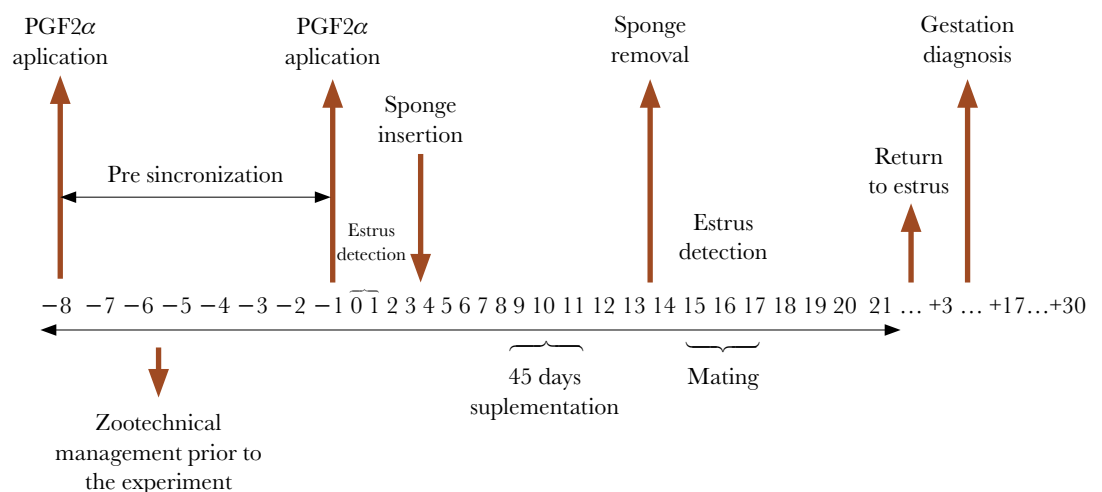 PGF2α
aplication
PGF2α
aplication
Sponge
removal
Gestation
diagnosis
Sponge
insertion
Return
to estrus
Pre sincronization
Estrus
detection
Estrus
detection
−8 −7 −6 −5 −4 −3 −2 −1 0 1 2 3 4 5 6 7 8 9 10 11 12 13 14 15 16 17 18 19 20 21 ... +3 ... +17...+30
45 days
suplementation
Mating
Zootechnical
management prior to
the experiment